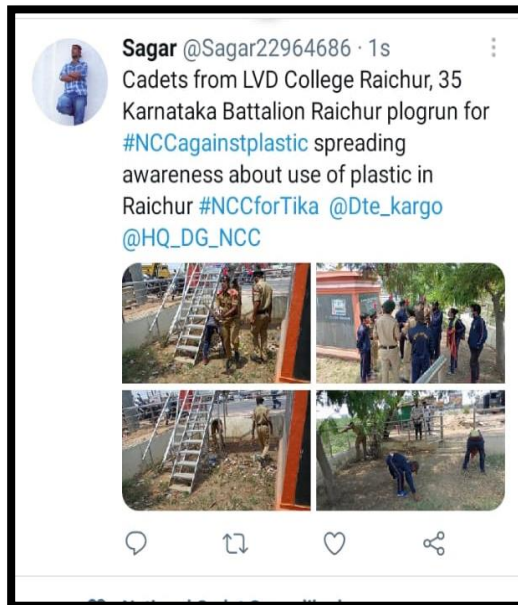 Sagar @Sagar22964686 · 1s
Cadets from LVD College Raichur, 35
Karnataka Battalion Raichur plogrun for
#NCCagainstplastic spreading
awareness about use of plastic in
Raichur #NCCforTika @Dte_kargo
@HQ_DG_NCC